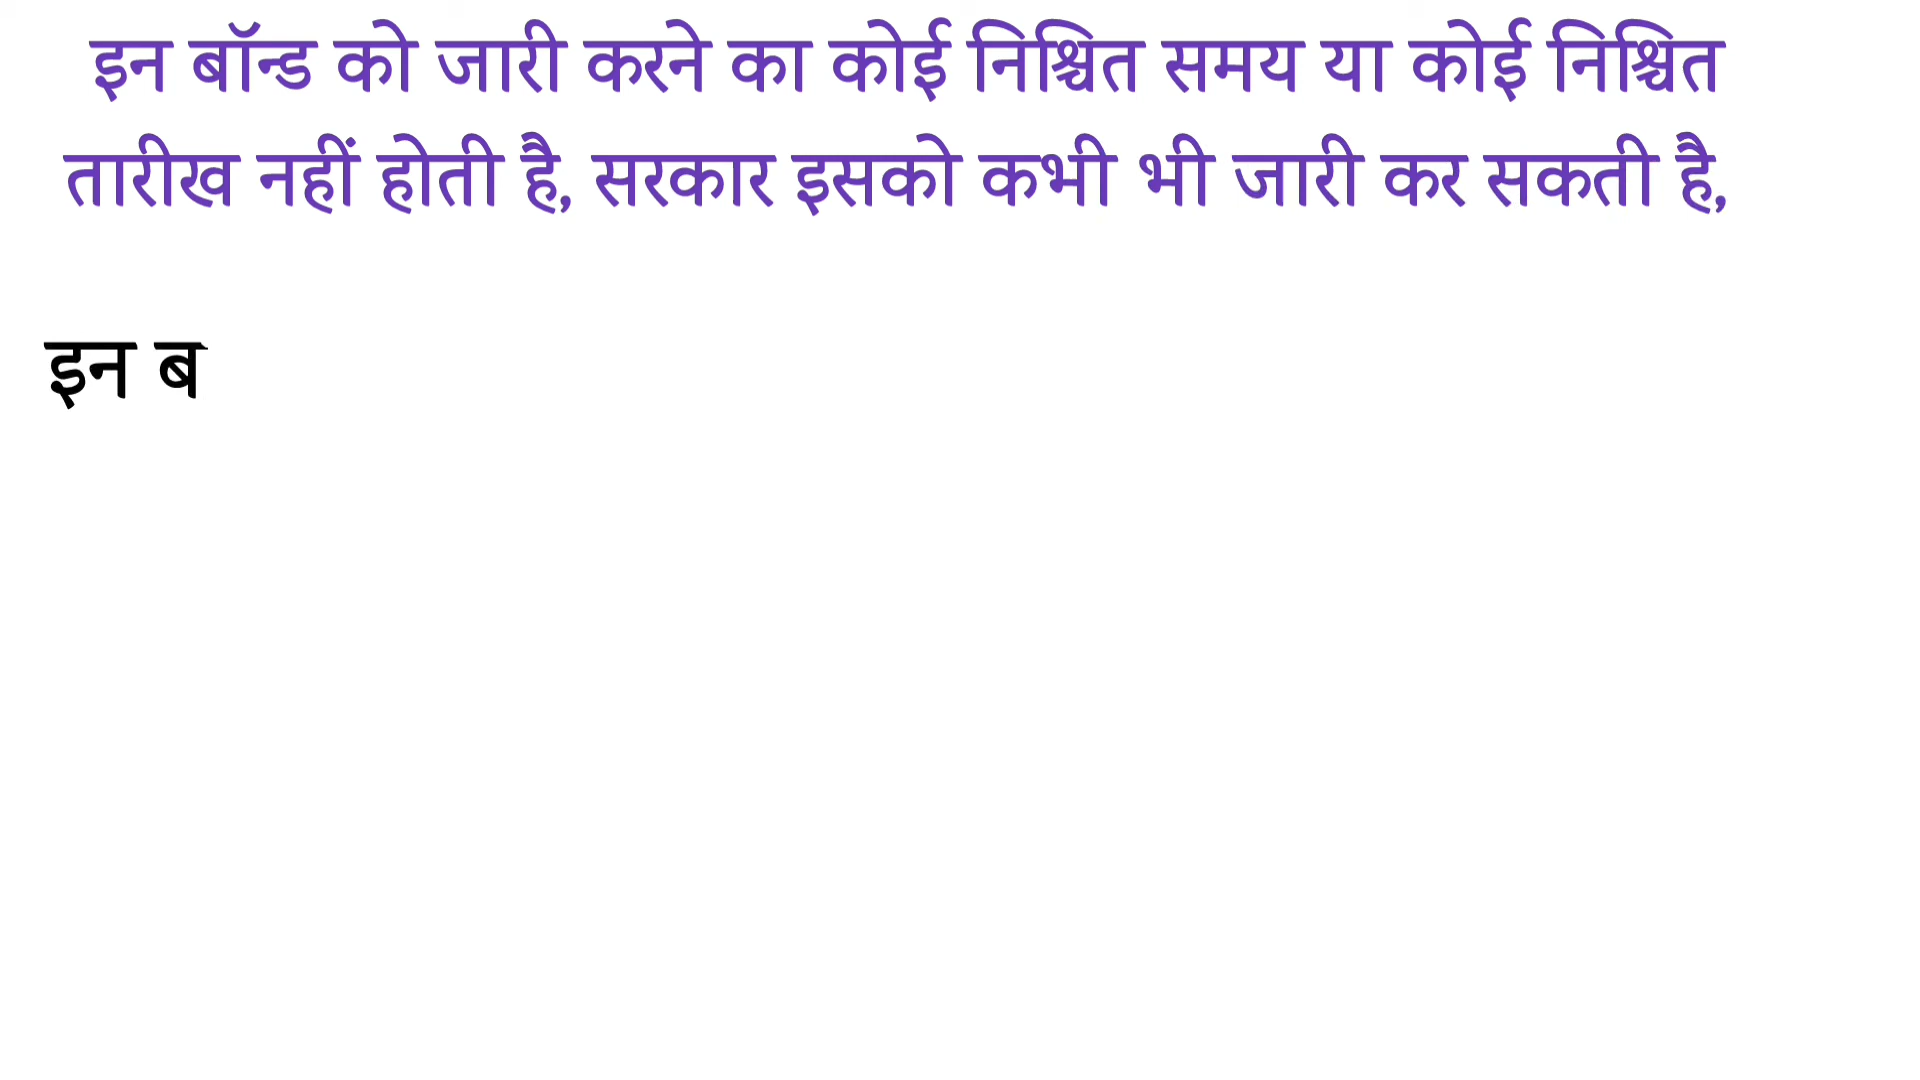 इन बॉन्ड को जारी करने का कोई निश्चित समय या कोई निश्चित
तारीख नहीं होती है, सरकार इसको कभी भी जारी कर सकती है,
इन ब